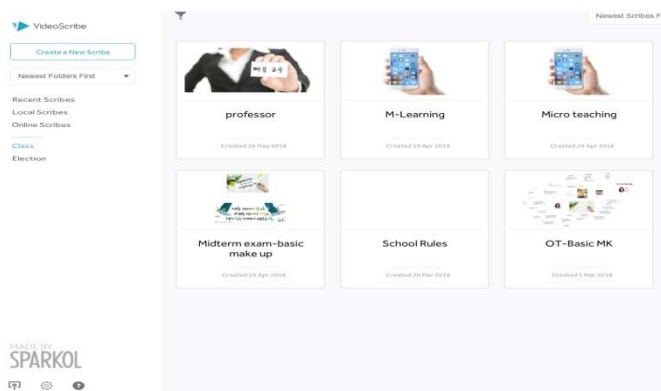 VideoScribe
Newest Scribes F
Create a New Scribe
Newest Folders First
Recent Scribes
Local Scribes
Online Scribes
Class
Election
professor
Created 28 May 2018
M-Learning
Created 29 Apr 2018
Micro teaching
Created 29 Apr 2018
Midterm exam-basic
make up
Created 22 Apr 2018
School Rules
Created 30 Mar 2018
OT-Basic MK
Created 5 Mar 2018
MADE BY
SPARKOL